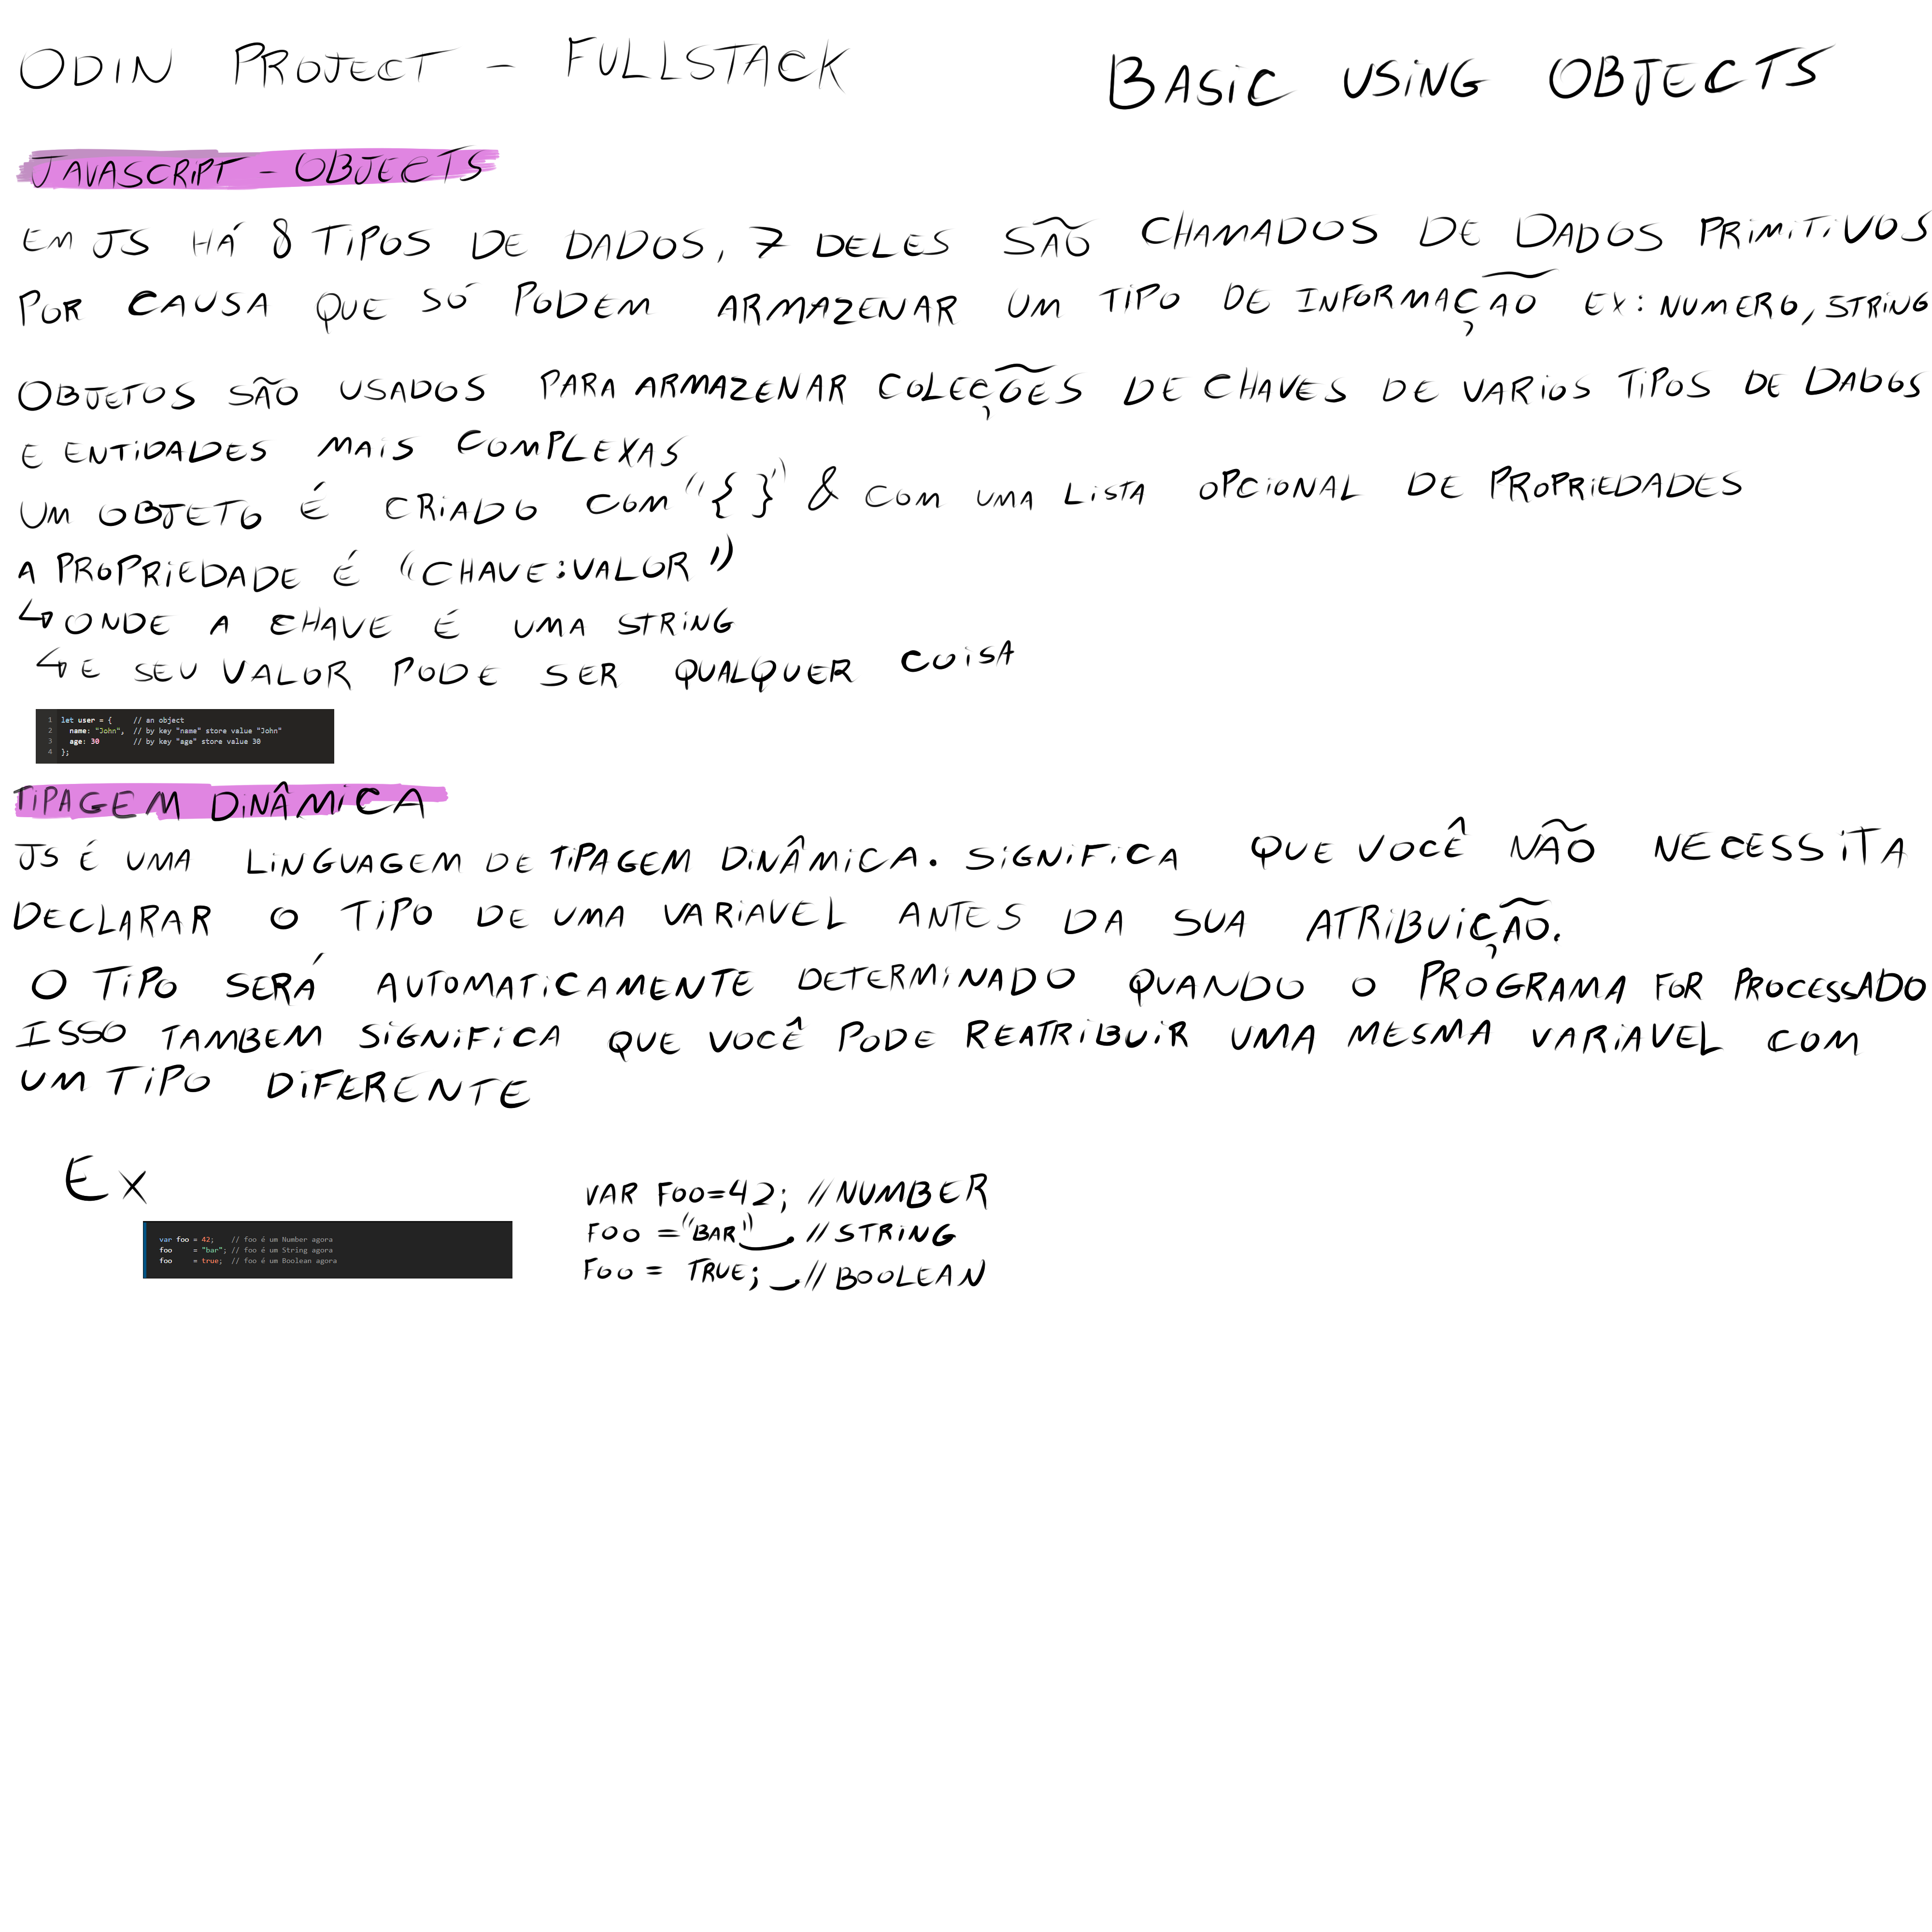 ODIN PROJECT - FULLSTACK
BASIC USING OBJECTS
JAVASCRIPT - OBJECTS
EM JS HÁ 8 TIPOS DE DADOS, 7 DELES SÃO CHAMADOS DE DADOS PRIMITIVOS
POR CAUSA QUE SÓ PODEM ARMAZENAR UM TIPO DE INFORMAÇÃO EX: NUMERO, STRING
OBJETOS SÃO USADOS PARA ARMAZENAR COLEÇÕES DE CHAVES DE VARIOS TIPOS DE DADOS
E ENTIDADES MAIS COMPLEXAS
UM OBJETO É CRIADO COM "{ }" & COM UMA LISTA OPCIONAL DE PROPRIEDADES
A PROPRIEDADE É "CHAVE:VALOR"
↳ ONDE A CHAVE É UMA STRING
↳ E SEU VALOR PODE SER QUALQUER COISA
1 let user = { // an object
2 name: "John", // by key "name" store value "John"
3 age: 30 // by key "age" store value 30
4 };
TIPAGEM DINÂMICA
JS É UMA LINGUAGEM DE TIPAGEM DINÂMICA. SIGNIFICA QUE VOCÊ NÃO NECESSITA
DECLARAR O TIPO DE UMA VARIAVEL ANTES DA SUA ATRIBUIÇÃO.
O TIPO SERÁ AUTOMATICAMENTE DETERMINADO QUANDO O PROGRAMA FOR PROCESSADO
ISSO TAMBEM SIGNIFICA QUE VOCÊ PODE REATRIBUIR UMA MESMA VARIAVEL COM
UM TIPO DIFERENTE
EX
var foo = 42; // foo é um Number agora
foo = "bar"; // foo é um String agora
foo = true; // foo é um Boolean agora
VAR FOO=42; //NUMBER
FOO ="BAR" //STRING
FOO = TRUE; //BOOLEAN